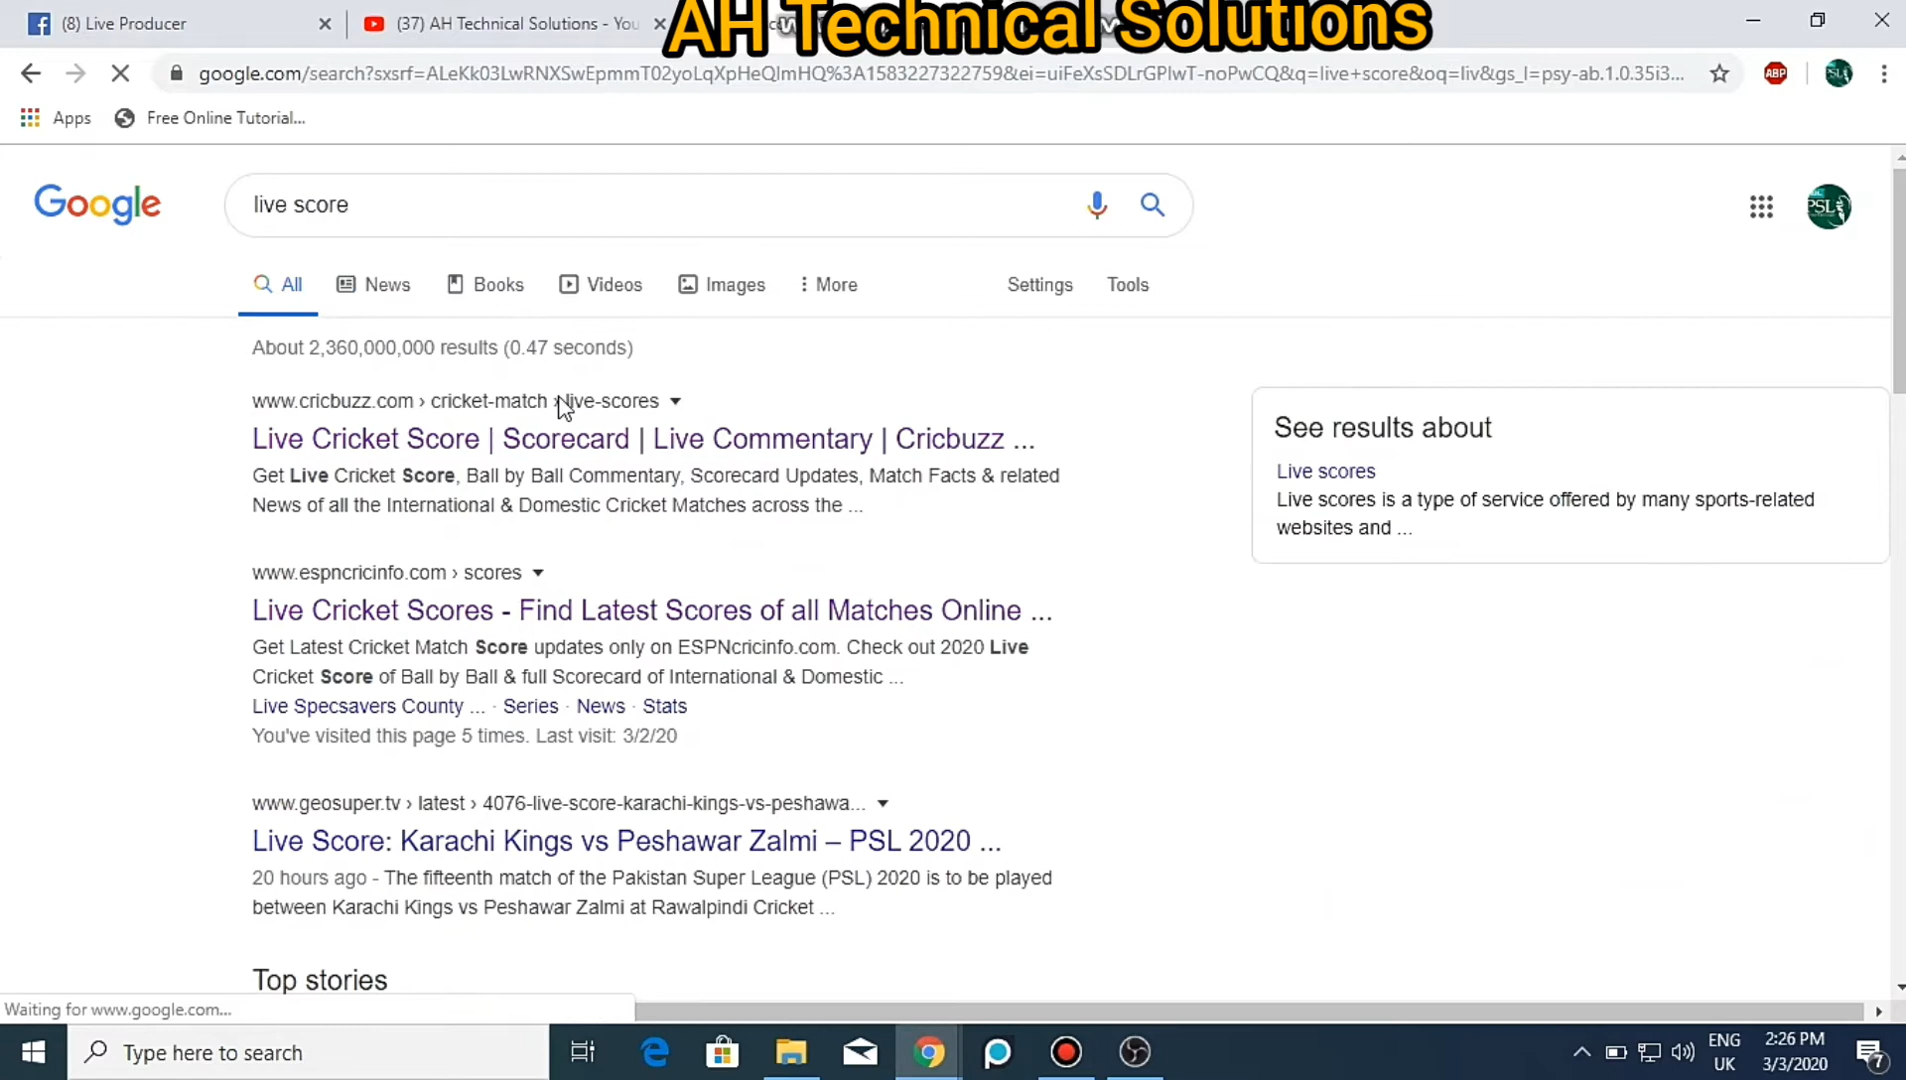 (8) Live Producer
(37) AH Technical Solutions - You
AH Technical Solutions
google.com/search?sxsrf=ALeKk03LwRNXSwEpmmT02yoLqXpHeQlmHQ%3A1583227322759&ei=uiFeXsSDLrGPlwT-noPwCQ&q=live+score&oq=liv&gs_l=psy-ab.1.0.35i3...
ABP
PSL
Apps
Free Online Tutorial...
Google
live score
PSL
All
News
Books
Videos
Images
More
Settings
Tools
About 2,360,000,000 results (0.47 seconds)
www.cricbuzz.com › cricket-match › live-scores
Live Cricket Score | Scorecard | Live Commentary | Cricbuzz ...
Get Live Cricket Score, Ball by Ball Commentary, Scorecard Updates, Match Facts & related
News of all the International & Domestic Cricket Matches across the ...
See results about
Live scores
Live scores is a type of service offered by many sports-related
websites and ...
www.espncricinfo.com › scores
Live Cricket Scores - Find Latest Scores of all Matches Online ...
Get Latest Cricket Match Score updates only on ESPNcricinfo.com. Check out 2020 Live
Cricket Score of Ball by Ball & full Scorecard of International & Domestic ...
Live Specsavers County ... · Series · News · Stats
You've visited this page 5 times. Last visit: 3/2/20
www.geosuper.tv › latest › 4076-live-score-karachi-kings-vs-peshawa...
Live Score: Karachi Kings vs Peshawar Zalmi – PSL 2020 ...
20 hours ago - The fifteenth match of the Pakistan Super League (PSL) 2020 is to be played
between Karachi Kings vs Peshawar Zalmi at Rawalpindi Cricket ...
Top stories
Waiting for www.google.com...
Type here to search
ENG
UK
2:26 PM
3/3/2020
7